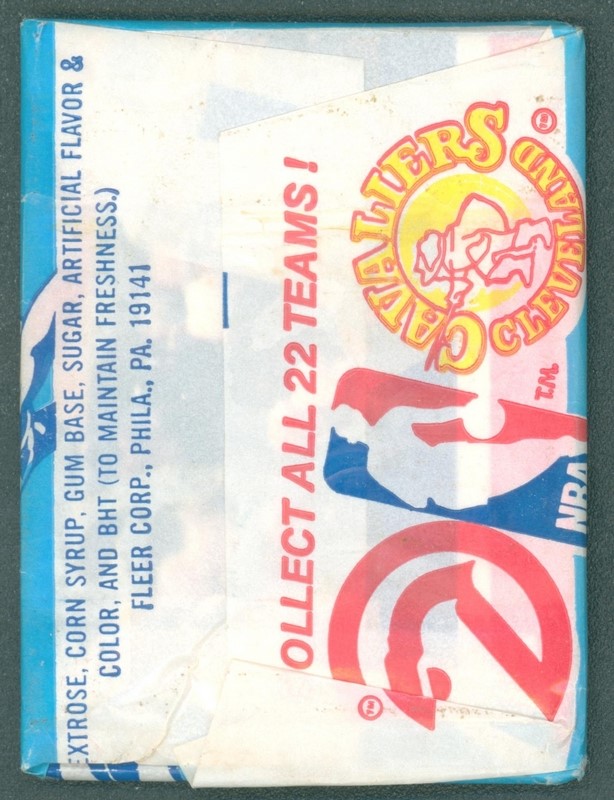 EXTROSE, CORN SYRUP, GUM BASE, SUGAR, ARTIFICIAL FLAVOR &
COLOR, AND BHT (TO MAINTAIN FRESHNESS.)
FLEER CORP., PHILA., PA. 19141
OLLECT ALL 22 TEAMS!
CAVALIERS
CLEVELAND
T.M.
NBA
TM